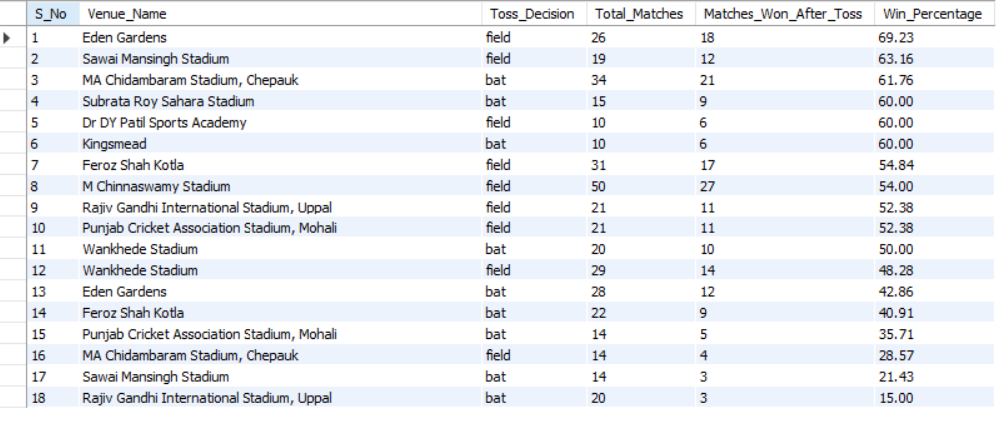 S_No Venue_Name Toss_Decision Total_Matches Matches_Won_After_Toss Win_Percentage
1 Eden Gardens field 26 18 69.23
2 Sawai Mansingh Stadium field 19 12 63.16
3 MA Chidambaram Stadium, Chepauk bat 34 21 61.76
4 Subrata Roy Sahara Stadium bat 15 9 60.00
5 Dr DY Patil Sports Academy field 10 6 60.00
6 Kingsmead bat 10 6 60.00
7 Feroz Shah Kotla field 31 17 54.84
8 M Chinnaswamy Stadium field 50 27 54.00
9 Rajiv Gandhi International Stadium, Uppal field 21 11 52.38
10 Punjab Cricket Association Stadium, Mohali field 21 11 52.38
11 Wankhede Stadium bat 20 10 50.00
12 Wankhede Stadium field 29 14 48.28
13 Eden Gardens bat 28 12 42.86
14 Feroz Shah Kotla bat 22 9 40.91
15 Punjab Cricket Association Stadium, Mohali bat 14 5 35.71
16 MA Chidambaram Stadium, Chepauk field 14 4 28.57
17 Sawai Mansingh Stadium bat 14 3 21.43
18 Rajiv Gandhi International Stadium, Uppal bat 20 3 15.00